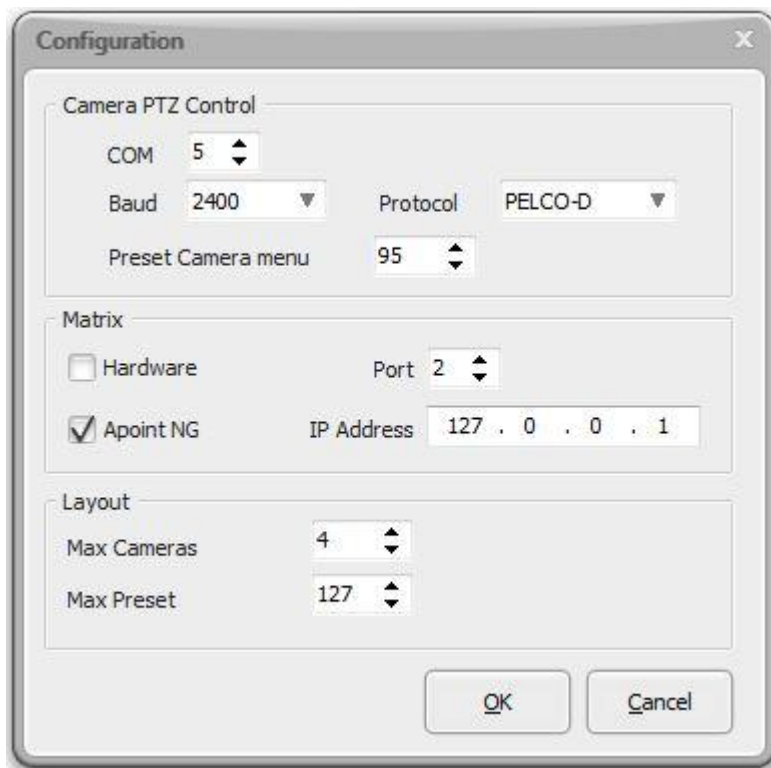 Configuration
Camera PTZ Control
COM 5
Baud 2400 Protocol PELCO-D
Preset Camera menu 95
Matrix
Hardware Port 2
Apoint NG IP Address 127 . 0 . 0 . 1
Layout
Max Cameras 4
Max Preset 127
OK Cancel